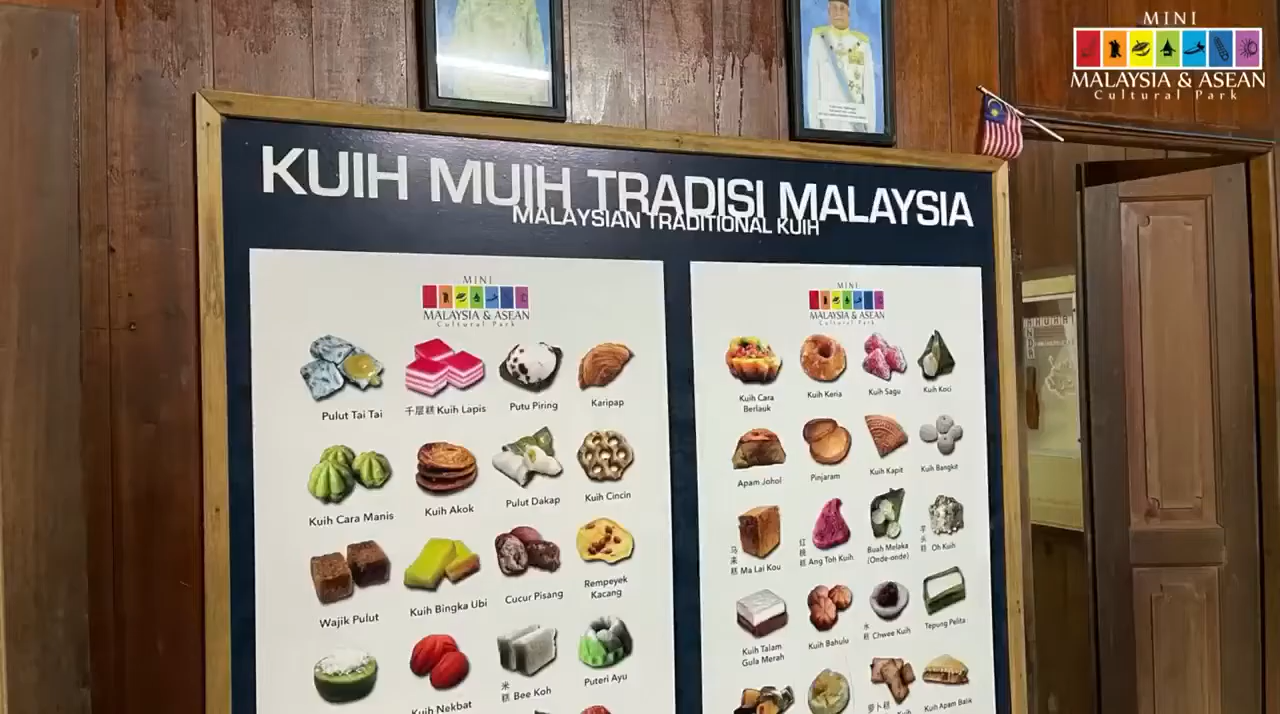 MINI
MALAYSIA & ASEAN
Cultural Park
KUIH MUIH TRADISI MALAYSIA
MALAYSIAN TRADITIONAL KUIH
MINI
MALAYSIA & ASEAN
Cultural Park
Pulut Tai Tai
千层糕 Kuih Lapis
Putu Piring
Karipap
Kuih Cara Manis
Kuih Akok
Pulut Dakap
Kuih Cincin
Wajik Pulut
Kuih Bingka Ubi
Cucur Pisang
Rempeyek
Kacang
Kuih Nekbat
米糕 Bee Koh
Puteri Ayu
MINI
MALAYSIA & ASEAN
Cultural Park
Kuih Cara
Berlauk
Kuih Keria
Kuih Sagu
Kuih Koci
Apam Johol
Pinjaram
Kuih Kapit
Kuih Bangkit
马来糕 Ma Lai Kou
红桃糕 Ang Toh Kuih
Buah Melaka
(Onde-onde)
芋头糕 Oh Kuih
Kuih Talam
Gula Merah
Kuih Bahulu
水糕 Chwee Kuih
Tepung Pelita
萝卜糕
Kuih Apam Balik